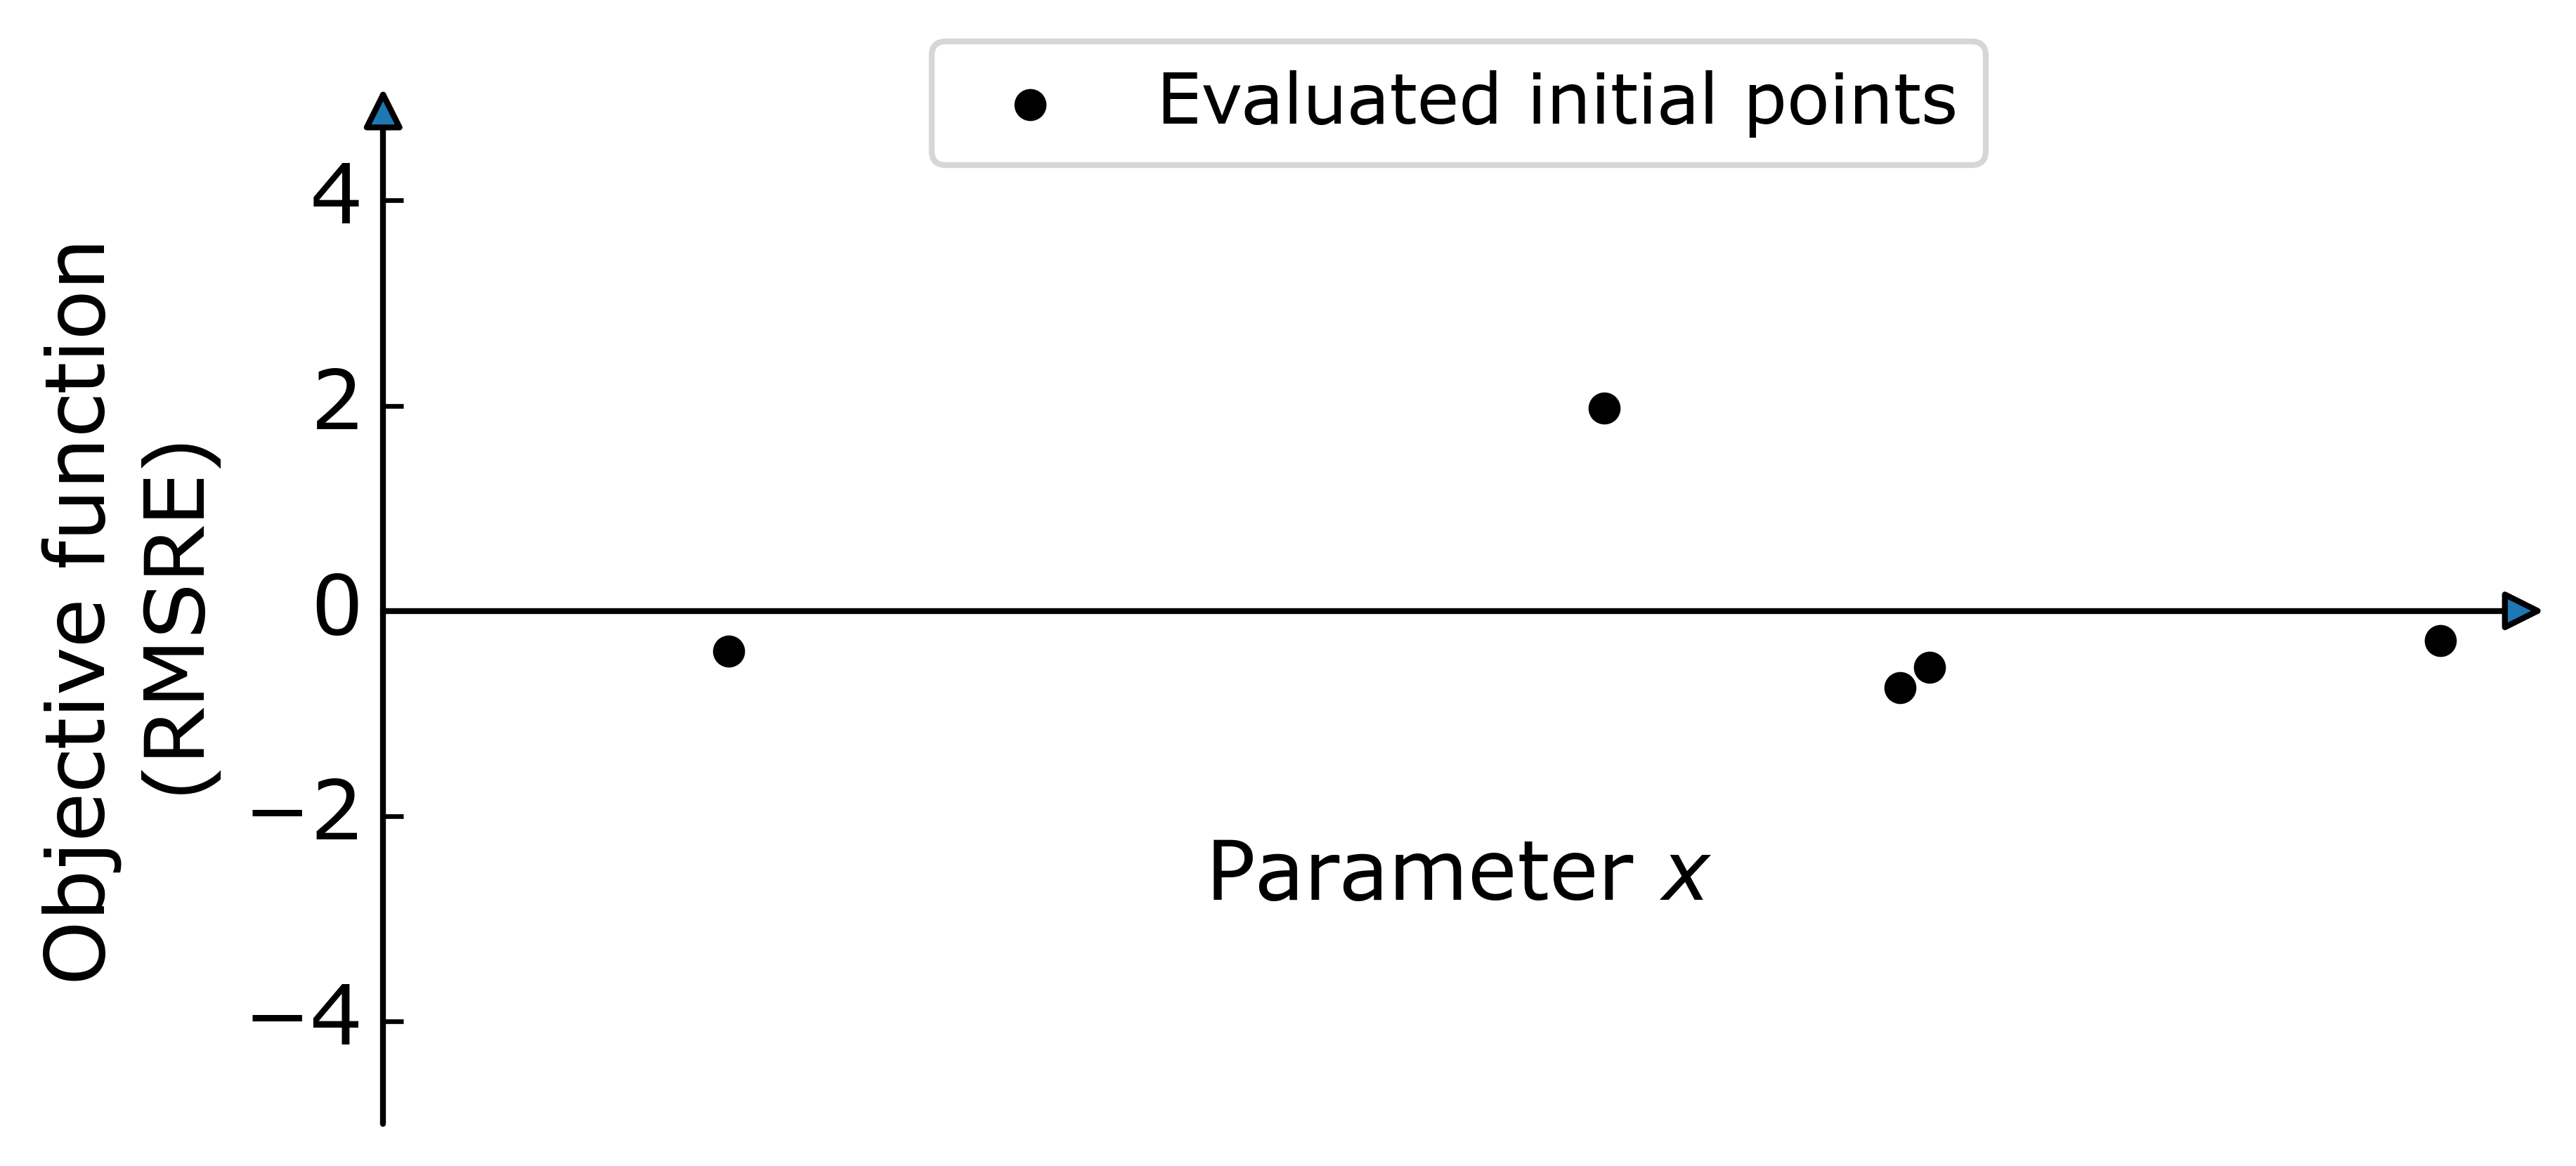 Evaluated initial points
4
2
0
−2
−4
Objective function
(RMSRE)
Parameter x